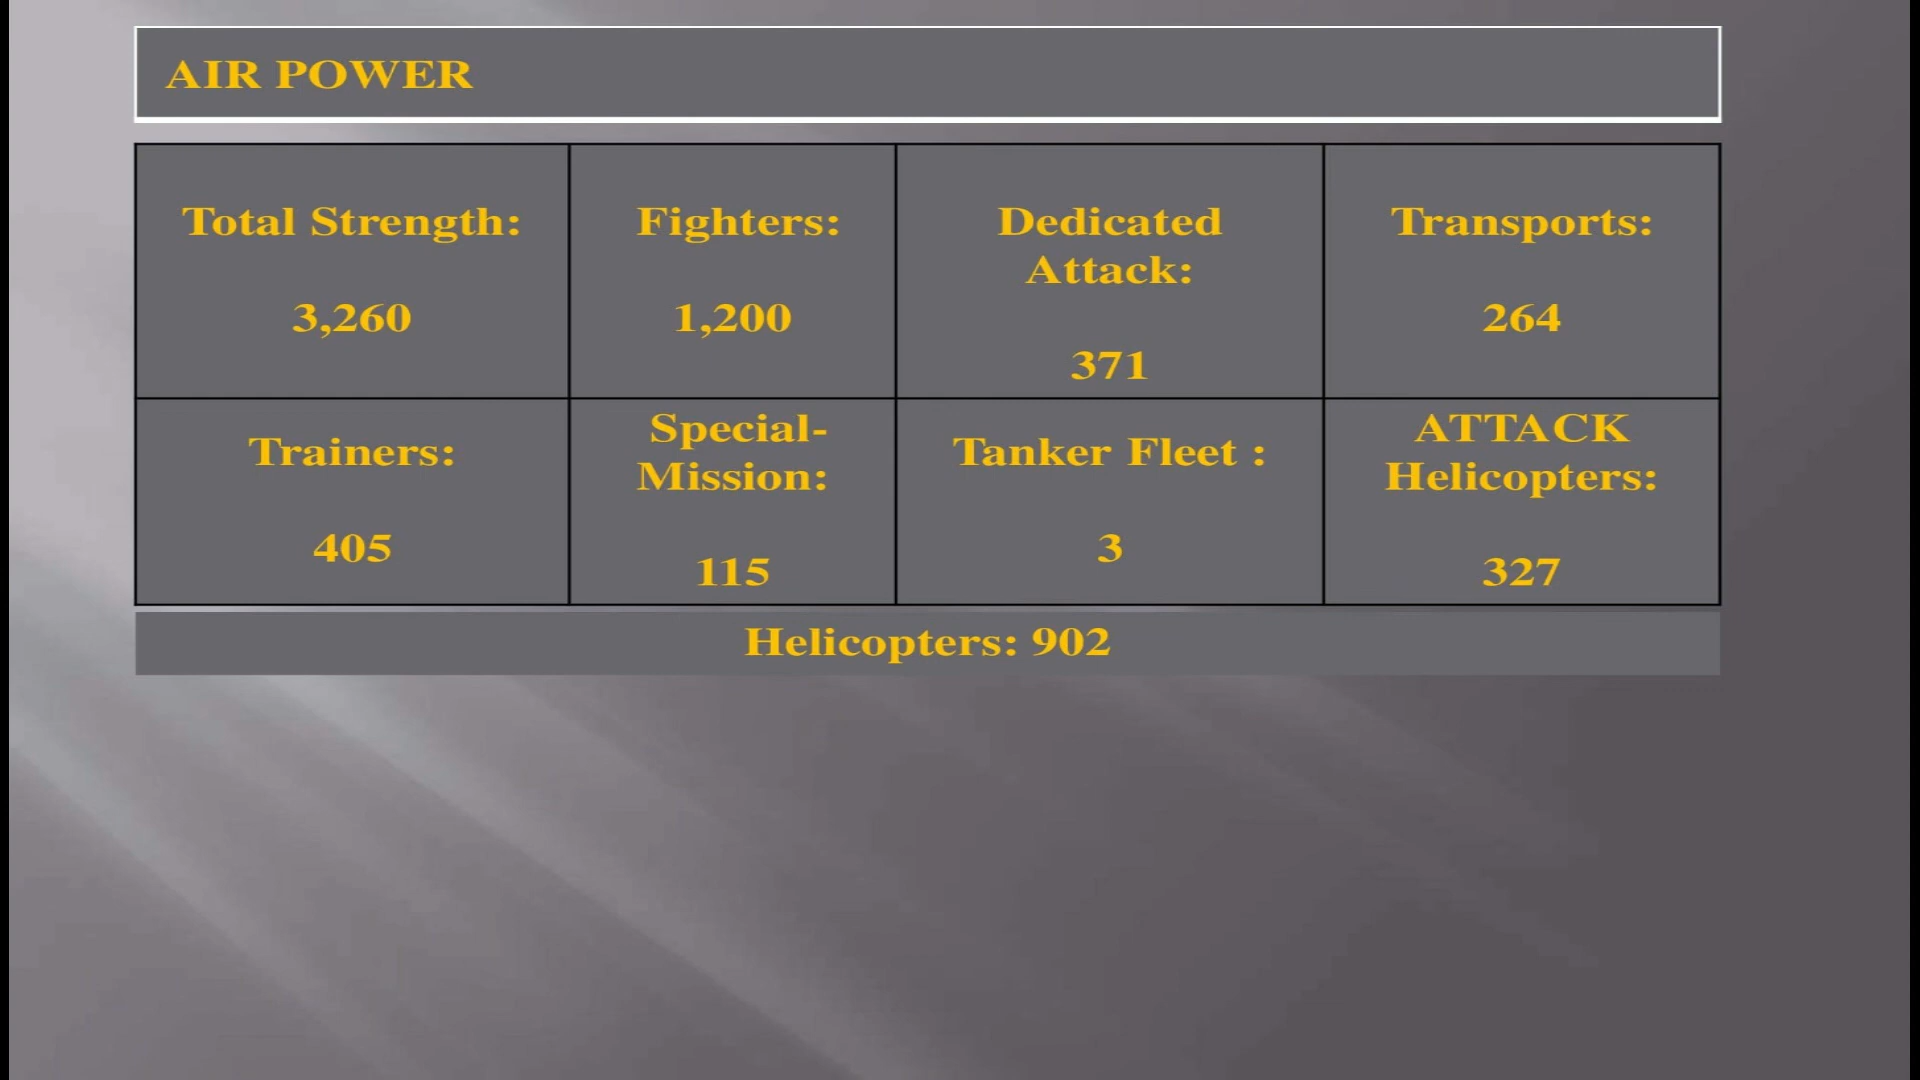 AIR POWER
Total Strength:
3,260
Fighters:
1,200
Dedicated
Attack:
371
Transports:
264
Trainers:
405
Special-
Mission:
115
Tanker Fleet :
3
ATTACK
Helicopters:
327
Helicopters: 902